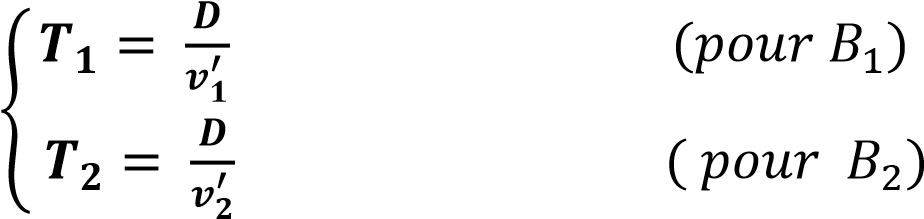 T₁ = D/v′₁ (pour B₁)
T₂ = D/v′₂ ( pour B₂)